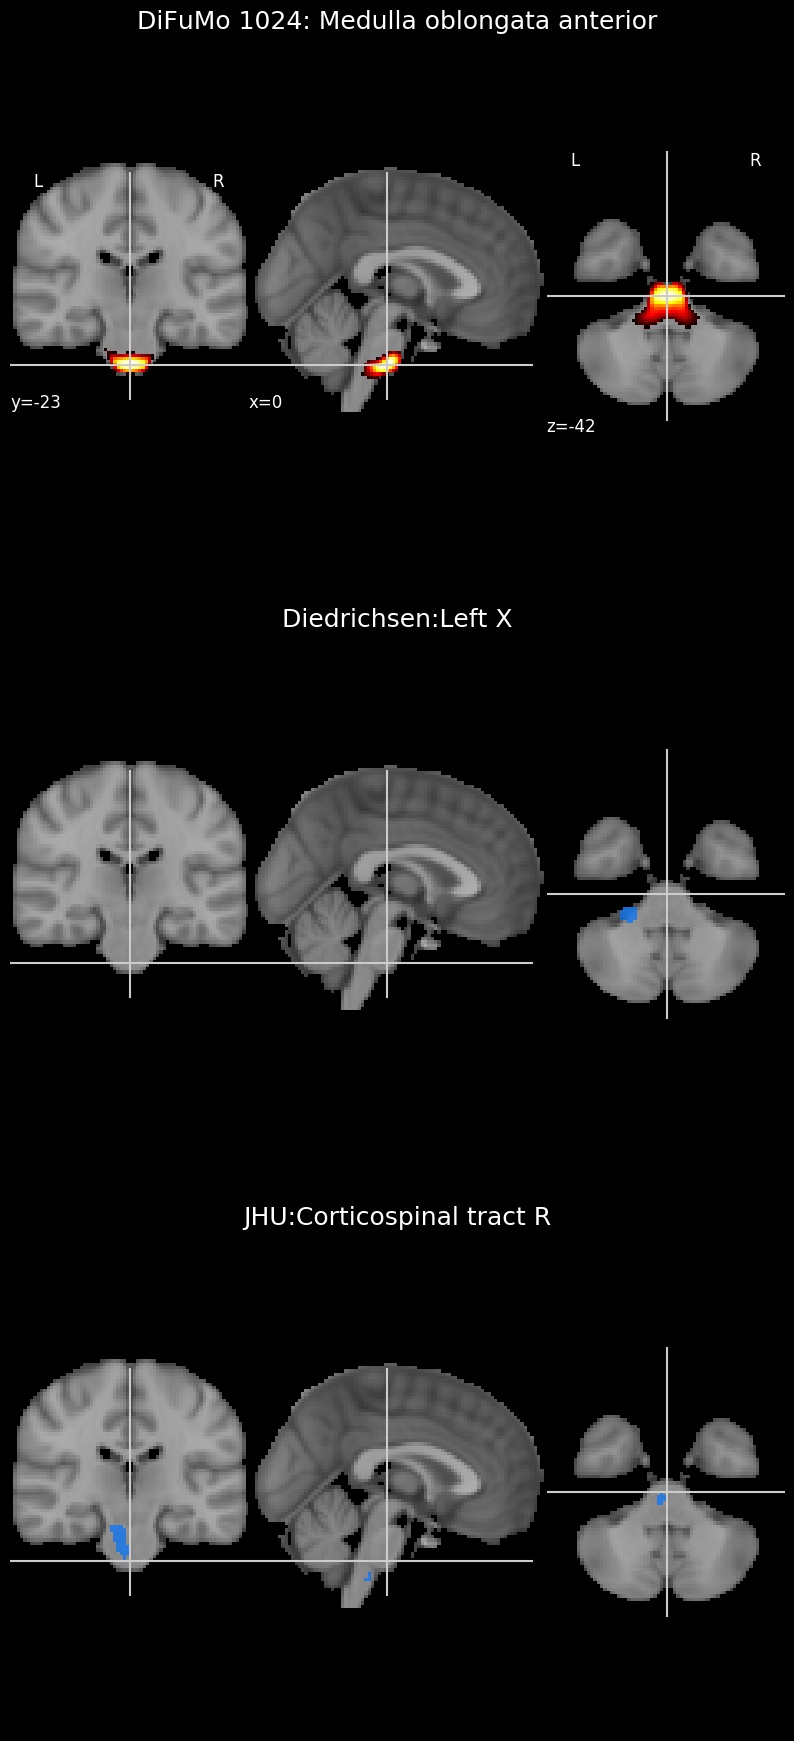 DiFuMo 1024: Medulla oblongata anterior
L R L R
y=-23 x=0 z=-42
Diedrichsen:Left X
JHU:Corticospinal tract R